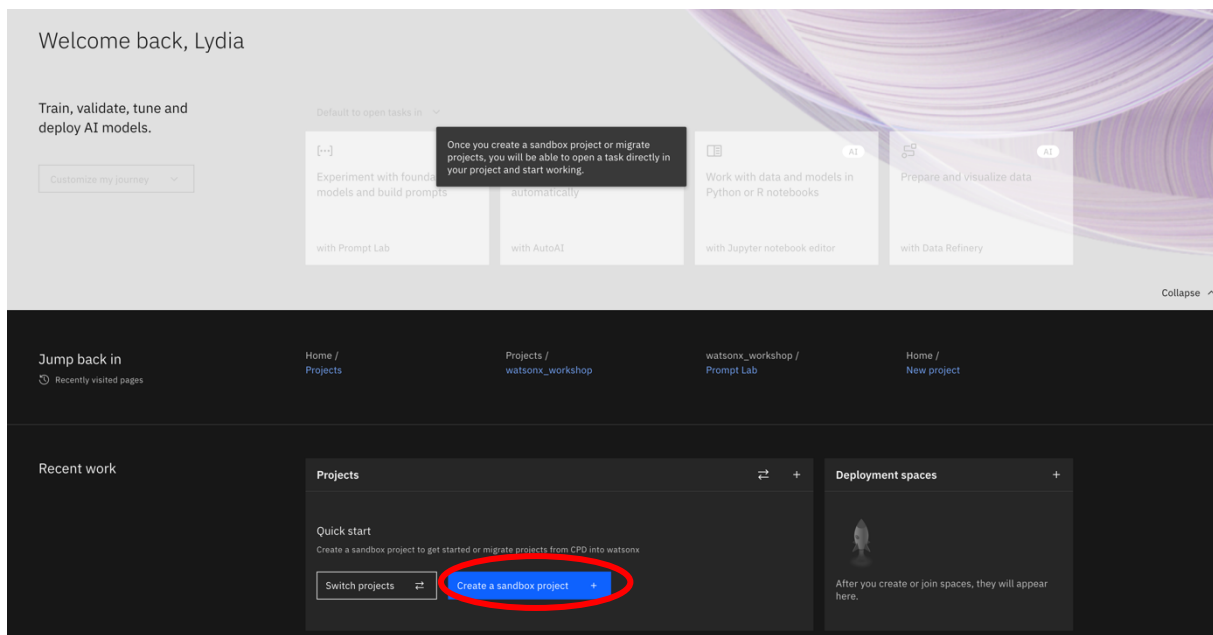 Welcome back, Lydia
Train, validate, tune and
deploy AI models.
Customize my journey
Default to open tasks in
Once you create a sandbox project or migrate
projects, you will be able to open a task directly in
your project and start working.
[...]
Experiment with founda
models and build prompts
with Prompt Lab
automatically
with AutoAI
AI
Work with data and models in
Python or R notebooks
with Jupyter notebook editor
AI
Prepare and visualize data
with Data Refinery
Collapse
Jump back in
Recently visited pages
Home /
Projects
Projects /
watsonx_workshop
watsonx_workshop /
Prompt Lab
Home /
New project
Recent work
Projects
+
Quick start
Create a sandbox project to get started or migrate projects from CPD into watsonx
Switch projects
Create a sandbox project +
Deployment spaces +
After you create or join spaces, they will appear
here.